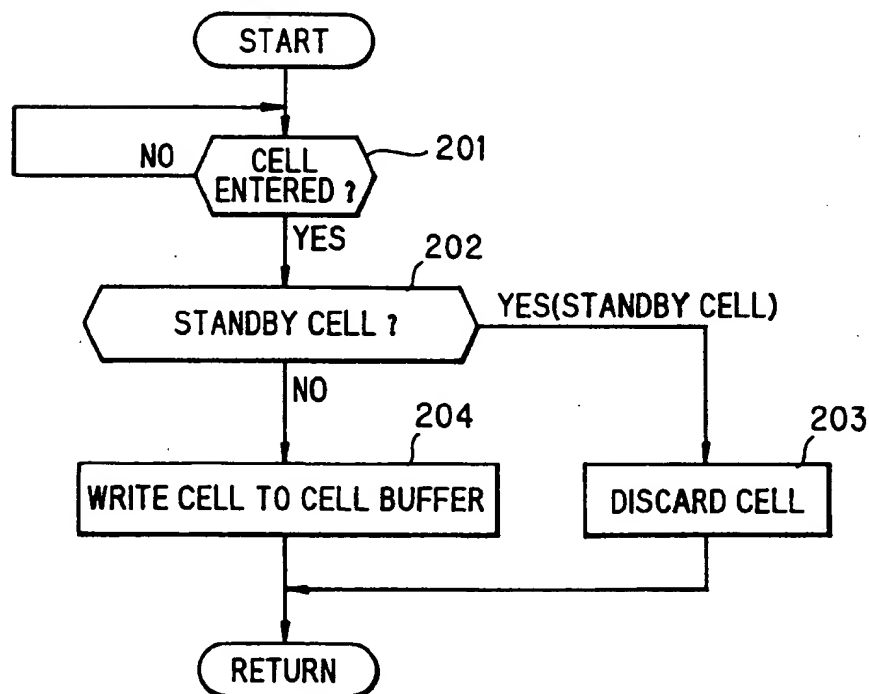 START
NO
CELL
ENTERED ?
201
YES
202
STANDBY CELL ?
YES(STANDBY CELL)
NO
204
203
WRITE CELL TO CELL BUFFER
DISCARD CELL
RETURN